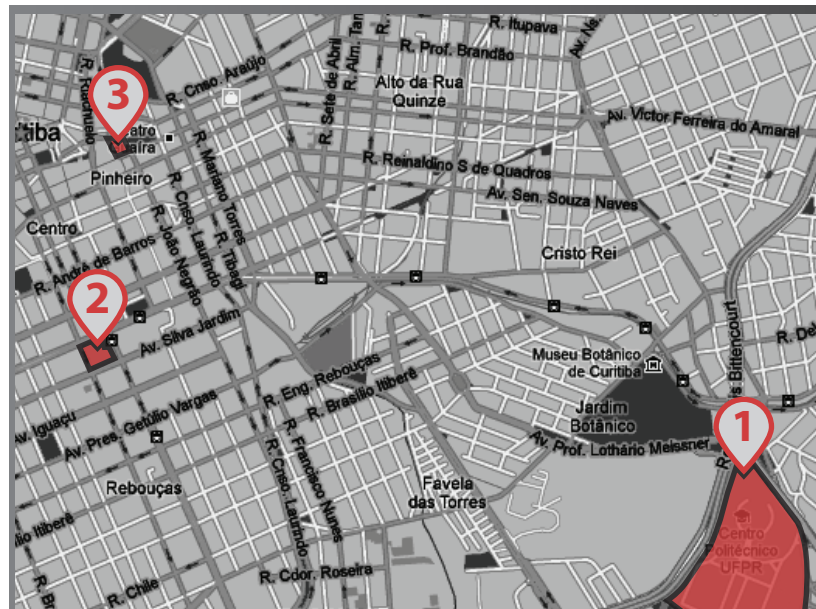 R. Itupava
Av. Ns.
R. Prof. Brandão
R. Sete de Abril
R. Alm. Tam
R. Cnso. Araújo
Alto da Rua
Quinze
R. Riachuelo
3
Av. Victor Ferreira do Amaral
R. Mariano Torres
R. Reinaldino S de Quadros
Pinheiro
Av. Sen. Souza Naves
R. Cnso. Laurindo
R. João Negrão
R. Tibagi
Centro
R. André de Barros
Cristo Rei
2
Av. Silva Jardim
Museu Botânico
de Curitiba
Jardim
Botânico
R. Eng. Rebouças
R. Brasílio Itiberê
Av. Pres. Getúlio Vargas
Av. Iguaçu
1
Av. Prof. Lothário Meissner
R. Cnso. Laurindo
R. Francisco Nunes
Favela
das Torres
Rebouças
Centro
Politécnico
UFPR
R. Cdor. Roseira
R. Chile